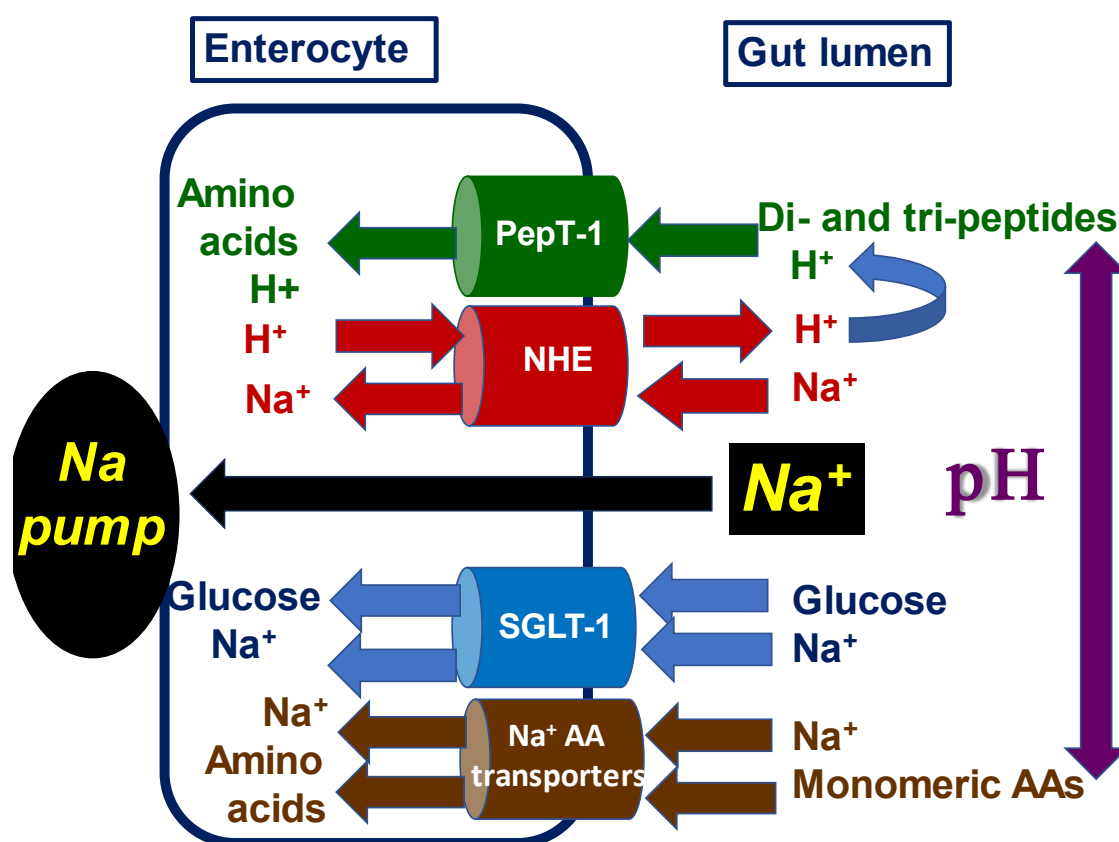 Enterocyte
Gut lumen
Amino
acids
H+
PepT-1
Di- and tri-peptides
H⁺
H⁺
NHE
H⁺
Na⁺
Na⁺
Na
pump
Na⁺
pH
Glucose
Na⁺
SGLT-1
Glucose
Na⁺
Na⁺
Amino
acids
Na⁺ AA
transporters
Na⁺
Monomeric AAs